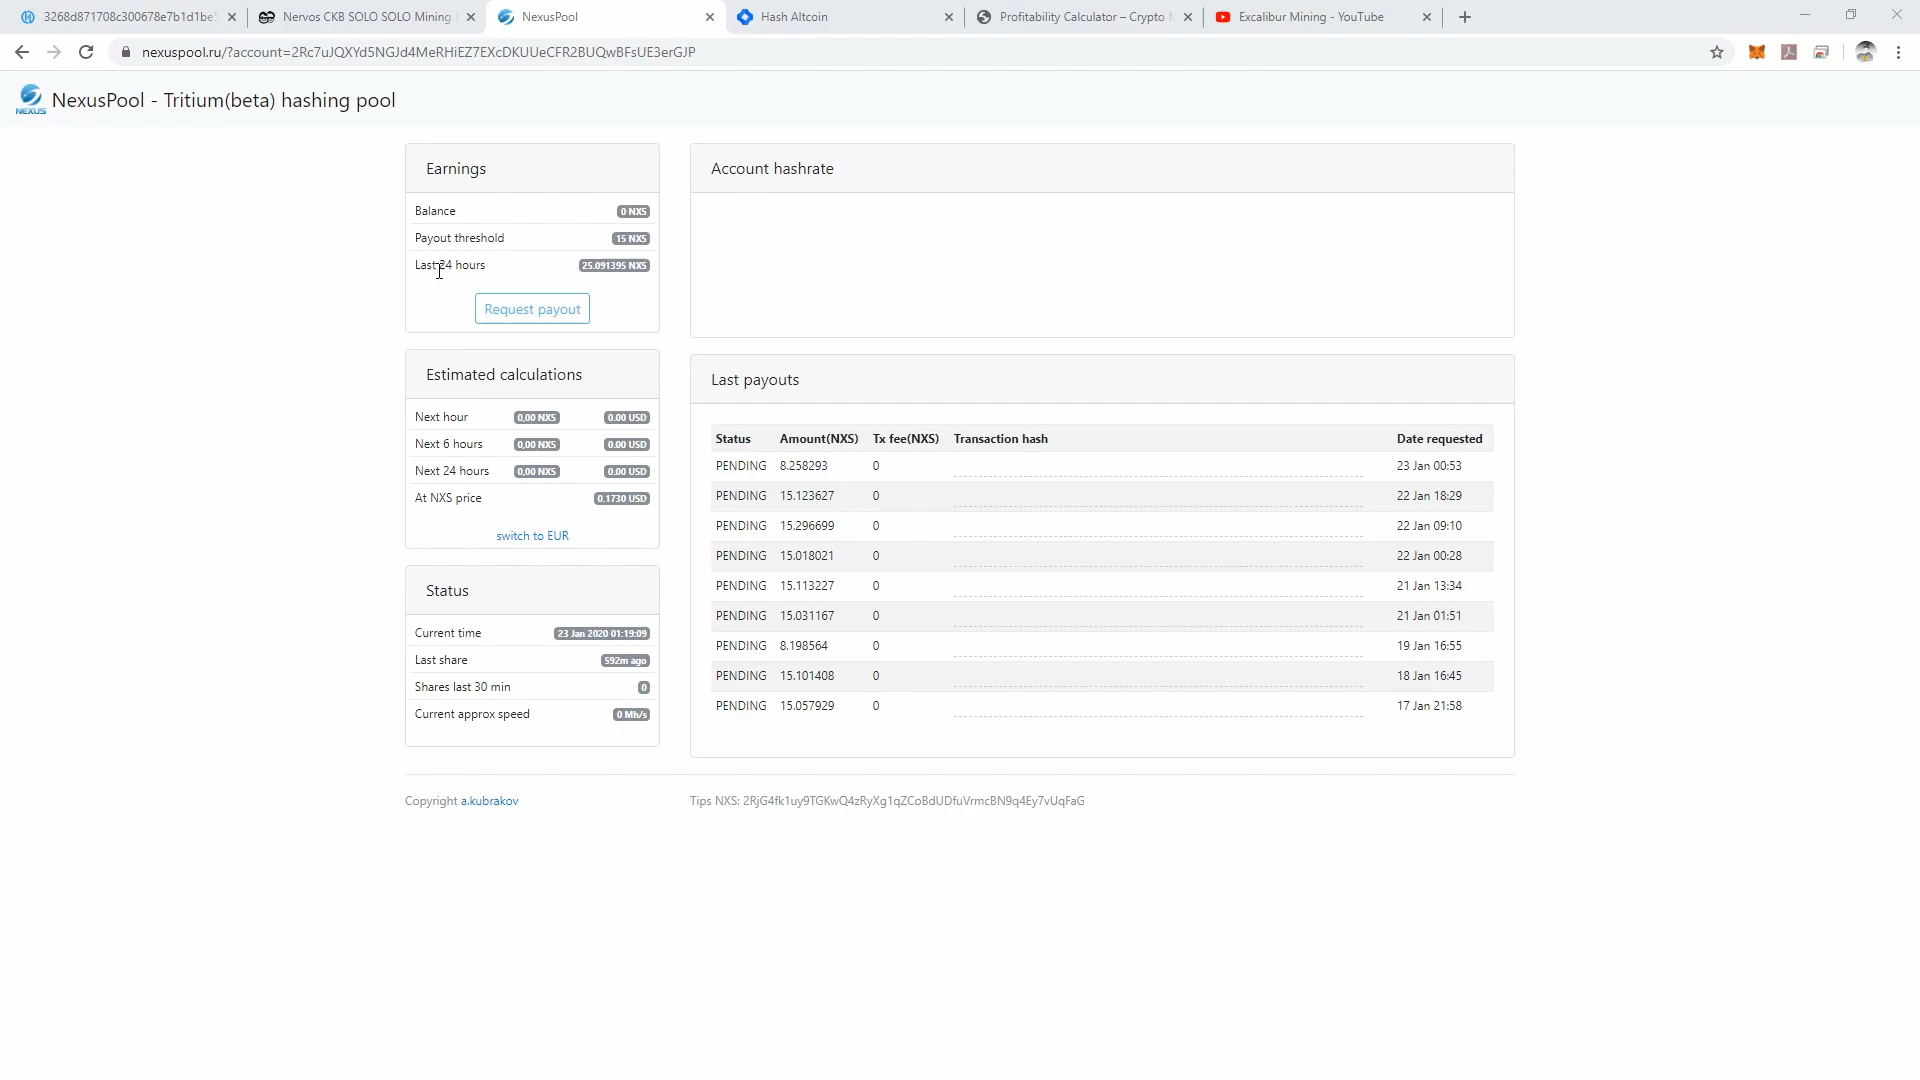 3268d871708c300678e7b1d1be5
Nervos CKB SOLO SOLO Mining
NexusPool
Hash Altcoin
Profitability Calculator – Crypto
Excalibur Mining - YouTube
nexuspool.ru/?account=2Rc7uJQXYd5NGJd4MeRHiEZ7EXcDKUUeCFR2BUQwBFsUE3erGJP
NEXUS
NexusPool - Tritium(beta) hashing pool
Earnings
Balance 0 NXS
Payout threshold 15 NXS
Last 24 hours 25.091395 NXS
Request payout
Estimated calculations
Next hour 0,00 NXS 0.00 USD
Next 6 hours 0,00 NXS 0.00 USD
Next 24 hours 0,00 NXS 0.00 USD
At NXS price 0.1730 USD
switch to EUR
Status
Current time 23 Jan 2020 01:19:09
Last share 592m ago
Shares last 30 min 0
Current approx speed 0 Mh/s
Account hashrate
Last payouts
Status Amount(NXS) Tx fee(NXS) Transaction hash Date requested
PENDING 8.258293 0 23 Jan 00:53
PENDING 15.123627 0 22 Jan 18:29
PENDING 15.296699 0 22 Jan 09:10
PENDING 15.018021 0 22 Jan 00:28
PENDING 15.113227 0 21 Jan 13:34
PENDING 15.031167 0 21 Jan 01:51
PENDING 8.198564 0 19 Jan 16:55
PENDING 15.101408 0 18 Jan 16:45
PENDING 15.057929 0 17 Jan 21:58
Copyright a.kubrakov
Tips NXS: 2RjG4fk1uy9TGKwQ4zRyXg1qZCoBdUDfuVrmcBN9q4Ey7vUqFaG